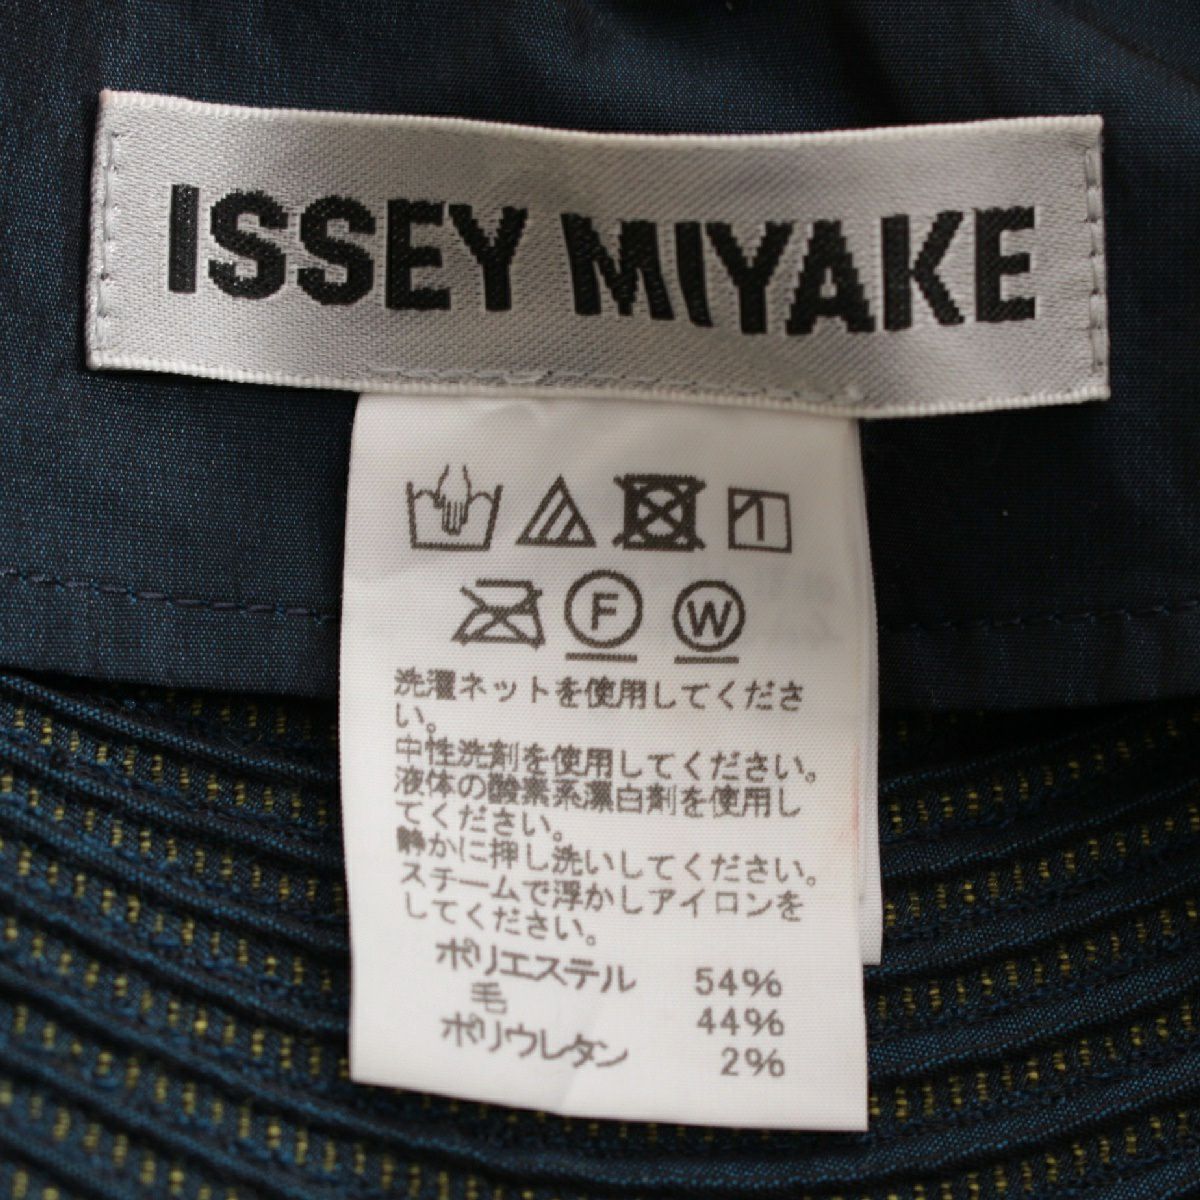 ISSEY MIYAKE
F W
洗濯ネットを使用してくださ
い。
中性洗剤を使用してください。
液体の酸素系漂白剤を使用し
てください。
静かに押し洗いしてください。
スチームで浮かしアイロンを
してください。
ポリエステル 54%
毛 44%
ポリウレタン 2%